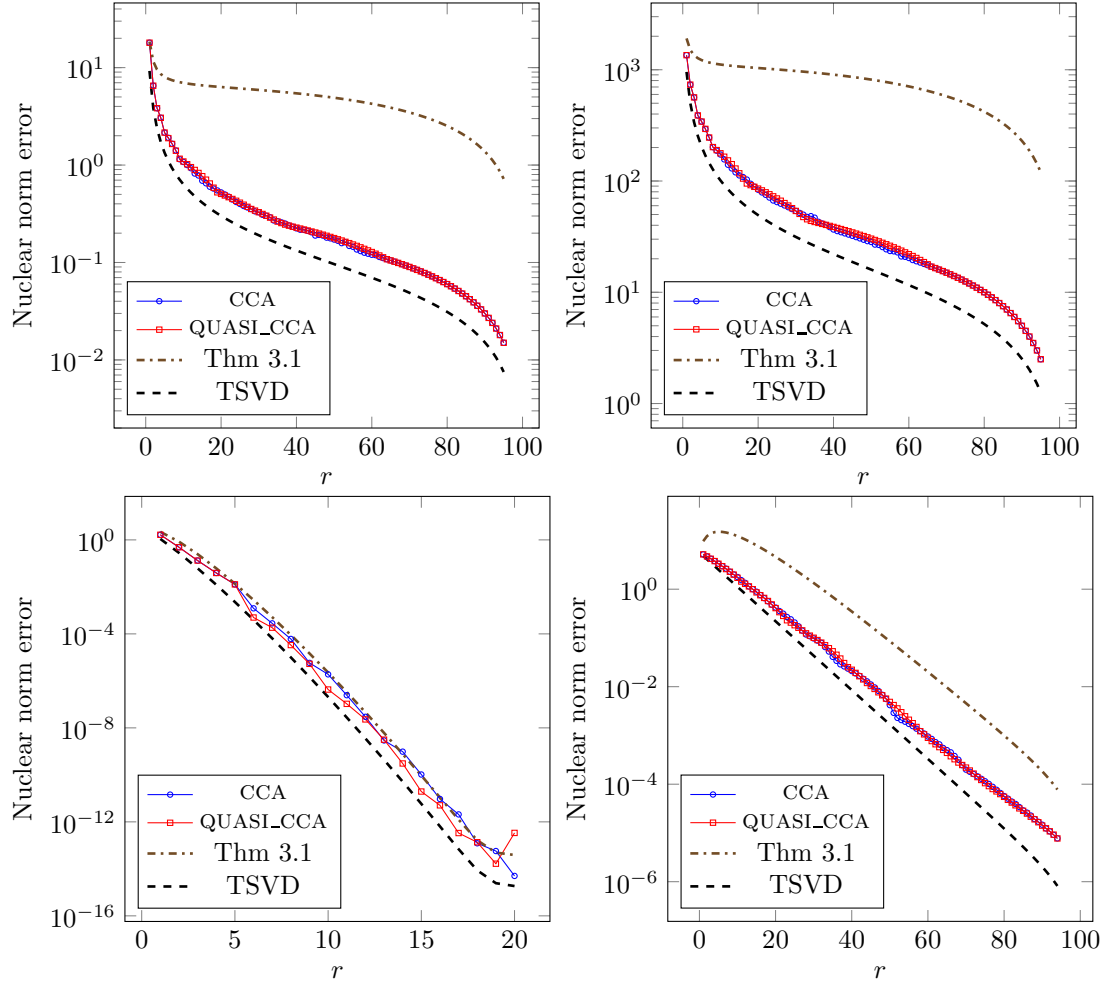 10^1
10^0
10^−1
10^−2
Nuclear norm error
CCA
QUASI_CCA
Thm 3.1
TSVD
0 20 40 60 80 100
r
10^3
10^2
10^1
10^0
Nuclear norm error
CCA
QUASI_CCA
Thm 3.1
TSVD
0 20 40 60 80 100
r
10^0
10^−4
10^−8
10^−12
10^−16
Nuclear norm error
CCA
QUASI_CCA
Thm 3.1
TSVD
0 5 10 15 20
r
10^0
10^−2
10^−4
10^−6
Nuclear norm error
CCA
QUASI_CCA
Thm 3.1
TSVD
0 20 40 60 80 100
r